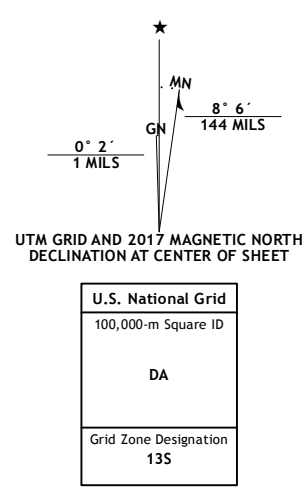 ★
MN
GN
8° 6´
144 MILS
0° 2´
1 MILS
UTM GRID AND 2017 MAGNETIC NORTH
DECLINATION AT CENTER OF SHEET
U.S. National Grid
100,000-m Square ID
DA
Grid Zone Designation
13S